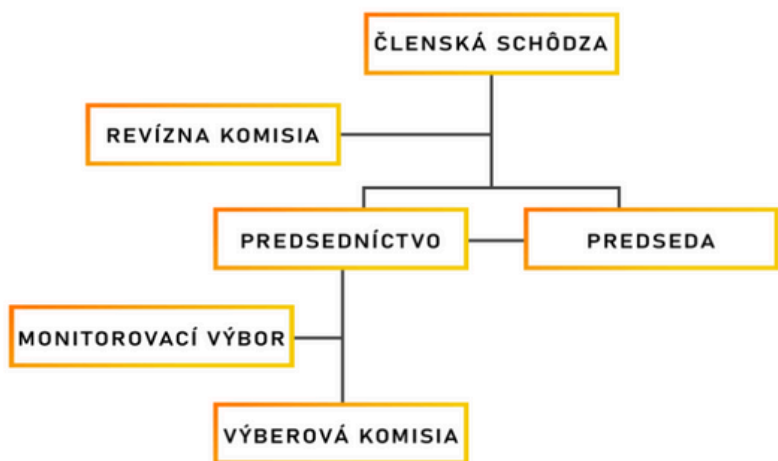 ČLENSKÁ SCHÔDZA
REVÍZNA KOMISIA
PREDSEDNÍCTVO
PREDSEDA
MONITOROVACÍ VÝBOR
VÝBEROVÁ KOMISIA